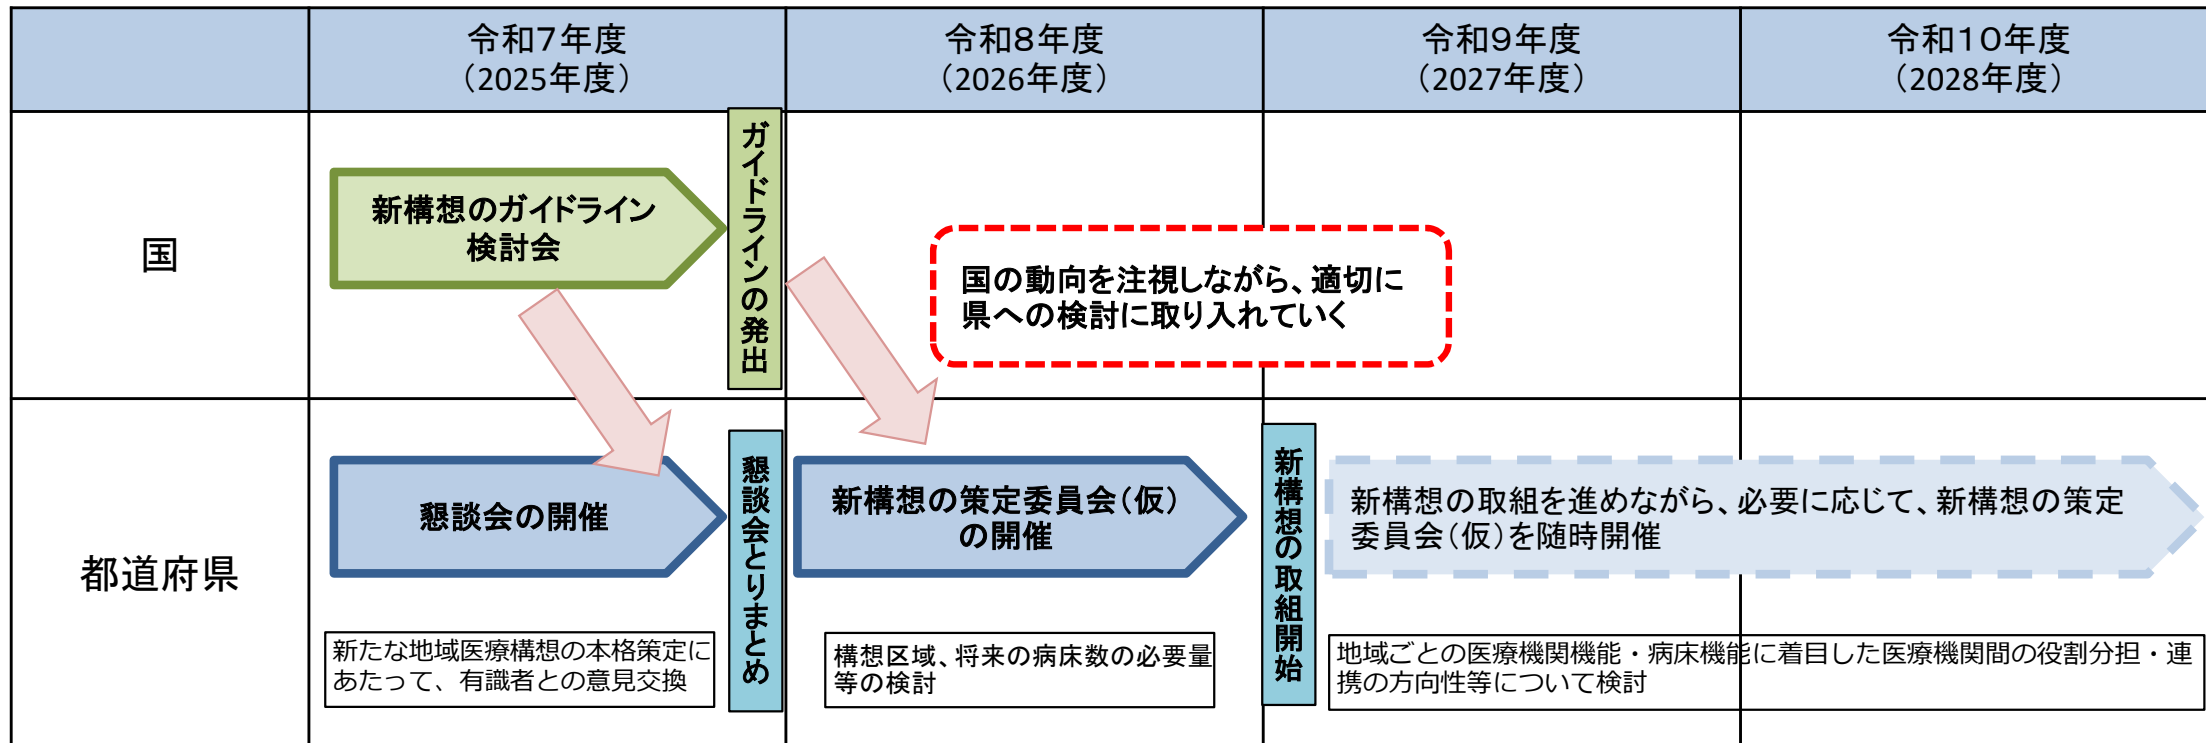 令和7年度
（2025年度）
令和8年度
（2026年度）
令和9年度
（2027年度）
令和10年度
（2028年度）
国
新構想のガイドライン
検討会
ガイドラインの発出
国の動向を注視しながら、適切に
県への検討に取り入れていく
都道府県
懇談会の開催
懇談会とりまとめ
新構想の策定委員会（仮）
の開催
新構想の取組開始
新構想の取組を進めながら、必要に応じて、新構想の策定
委員会（仮）を随時開催
新たな地域医療構想の本格策定に
あたって、有識者との意見交換
構想区域、将来の病床数の必要量
等の検討
地域ごとの医療機関機能・病床機能に着目した医療機関間の役割分担・連
携の方向性等について検討